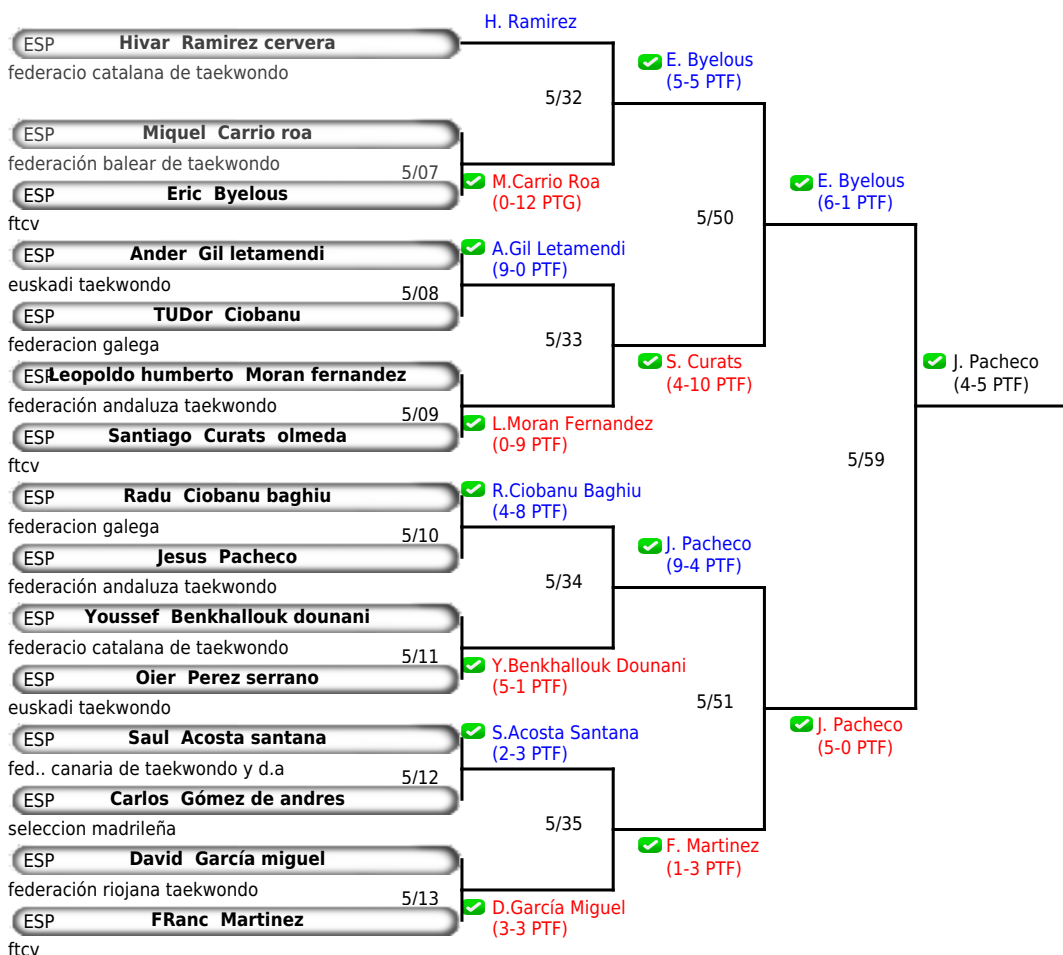 H. Ramirez
ESP Hivar Ramirez cervera
federacio catalana de taekwondo
E. Byelous
(5-5 PTF)
5/32
ESP Miquel Carrio roa
federación balear de taekwondo
5/07
ESP Eric Byelous
ftcv
M.Carrio Roa
(0-12 PTG)
E. Byelous
(6-1 PTF)
5/50
ESP Ander Gil letamendi
euskadi taekwondo
A.Gil Letamendi
(9-0 PTF)
5/08
ESP TUDor Ciobanu
federacion galega
5/33
ESP Leopoldo humberto Moran fernandez
federación andaluza taekwondo
S. Curats
(4-10 PTF)
J. Pacheco
(4-5 PTF)
5/09
ESP Santiago Curats olmeda
ftcv
L.Moran Fernandez
(0-9 PTF)
5/59
ESP Radu Ciobanu baghiu
federacion galega
R.Ciobanu Baghiu
(4-8 PTF)
5/10
ESP Jesus Pacheco
federación andaluza taekwondo
J. Pacheco
(9-4 PTF)
5/34
ESP Youssef Benkhallouk dounani
federacio catalana de taekwondo
5/11
ESP Oier Perez serrano
euskadi taekwondo
Y.Benkhallouk Dounani
(5-1 PTF)
5/51
ESP Saul Acosta santana
fed.. canaria de taekwondo y d.a
S.Acosta Santana
(2-3 PTF)
J. Pacheco
(5-0 PTF)
5/12
ESP Carlos Gómez de andres
seleccion madrileña
5/35
ESP David García miguel
federación riojana taekwondo
F. Martinez
(1-3 PTF)
5/13
ESP FRanc Martinez
ftcv
D.García Miguel
(3-3 PTF)